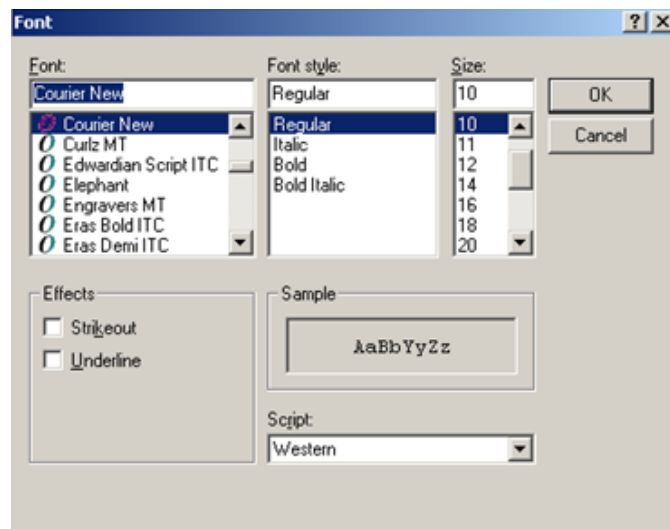 Font
Font:
Courier New
Courier New
Curlz MT
Edwardian Script ITC
Elephant
Engravers MT
Eras Bold ITC
Eras Demi ITC
Font style:
Regular
Regular
Italic
Bold
Bold Italic
Size:
10
10
11
12
14
16
18
20
OK
Cancel
Effects
Strikeout
Underline
Sample
AaBbYyZz
Script:
Western